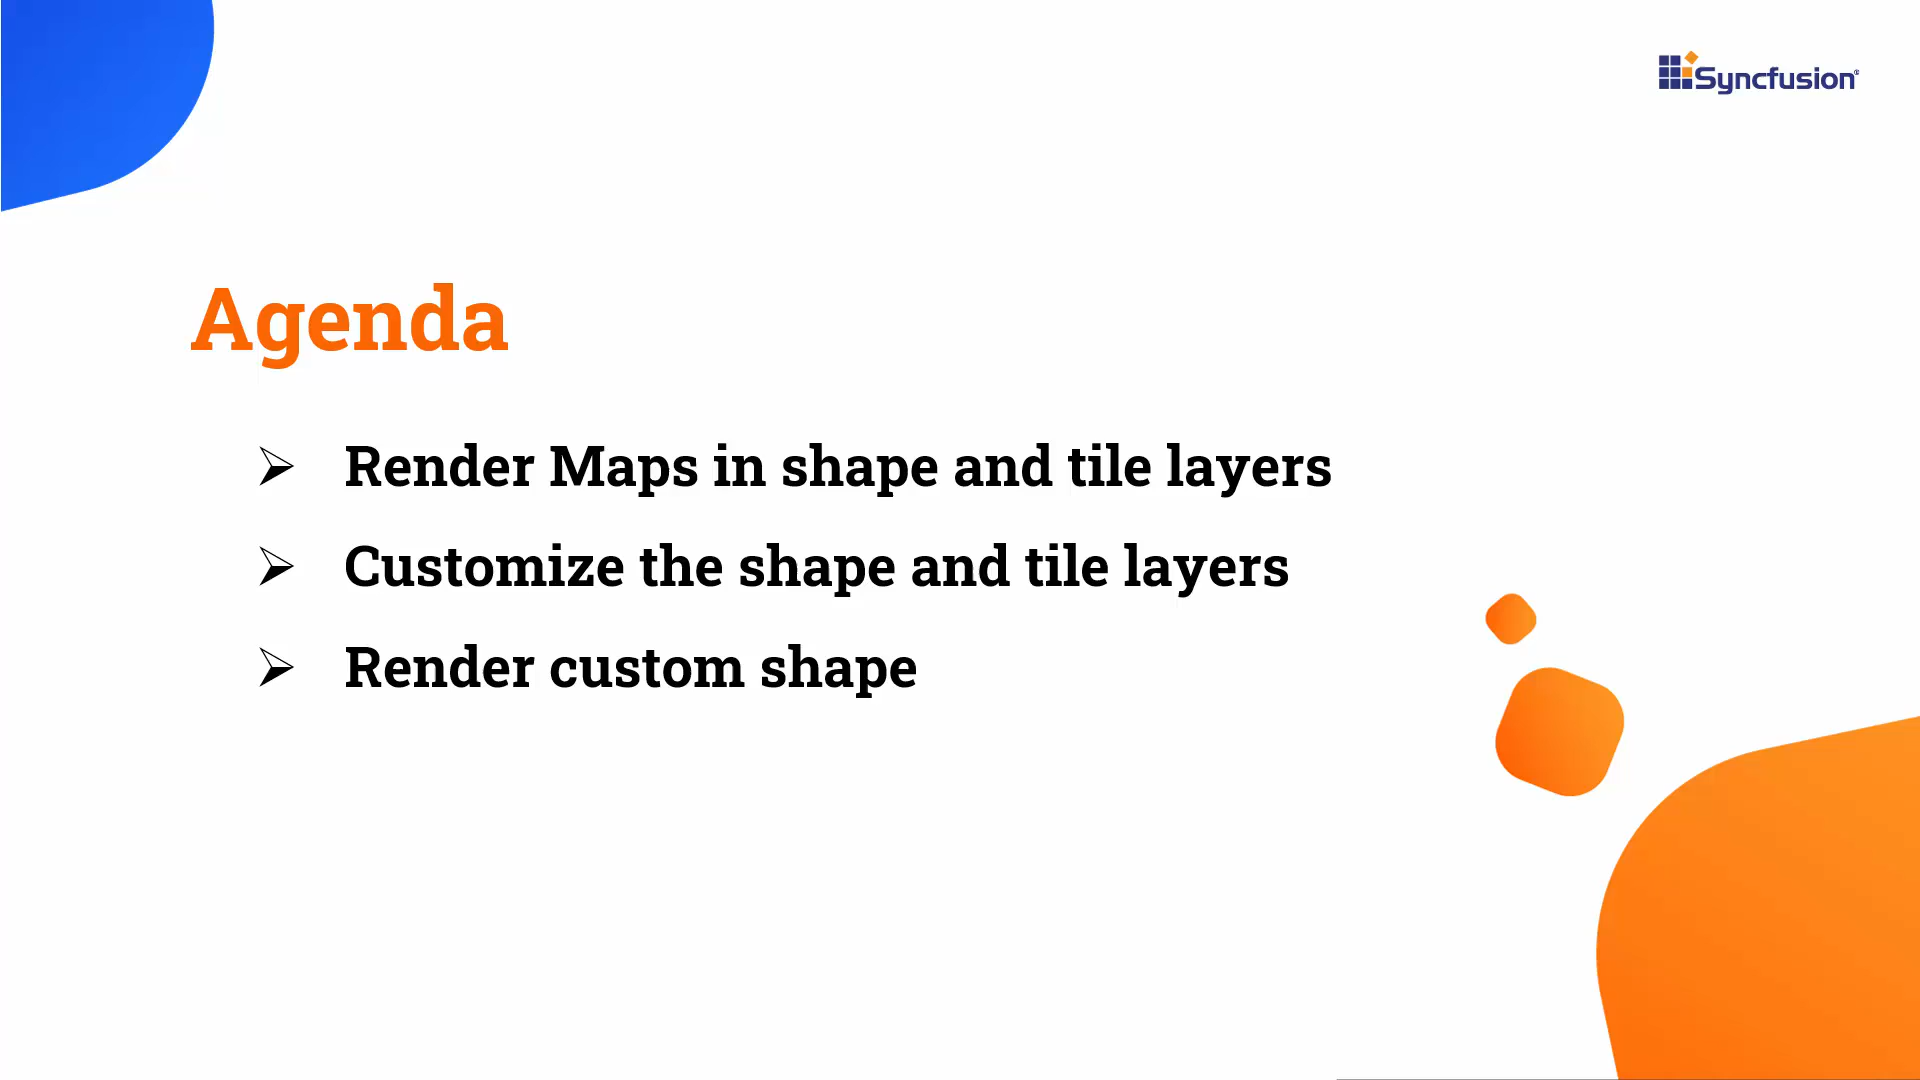 Syncfusion®
Agenda
➢ Render Maps in shape and tile layers
➢ Customize the shape and tile layers
➢ Render custom shape